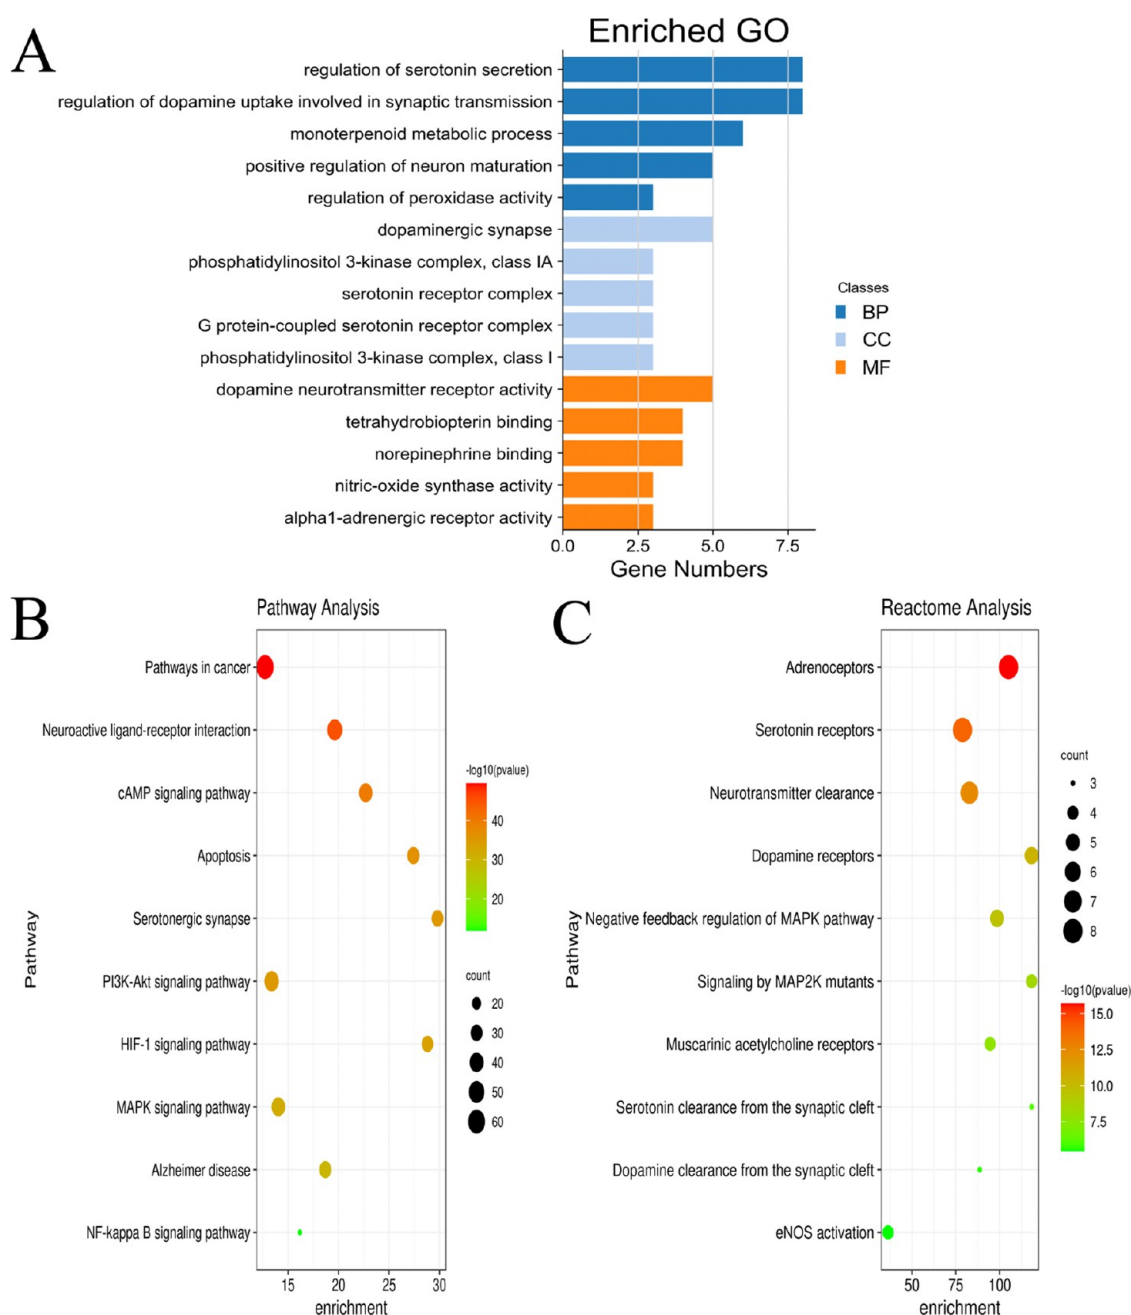 A
Enriched GO
regulation of serotonin secretion
regulation of dopamine uptake involved in synaptic transmission
monoterpenoid metabolic process
positive regulation of neuron maturation
regulation of peroxidase activity
dopaminergic synapse
phosphatidylinositol 3-kinase complex, class IA
serotonin receptor complex
G protein-coupled serotonin receptor complex
phosphatidylinositol 3-kinase complex, class I
dopamine neurotransmitter receptor activity
tetrahydrobiopterin binding
norepinephrine binding
nitric-oxide synthase activity
alpha1-adrenergic receptor activity
0.0 2.5 5.0 7.5
Gene Numbers
Classes
BP
CC
MF
B
Pathway Analysis
Pathway
Pathways in cancer
Neuroactive ligand-receptor interaction
cAMP signaling pathway
Apoptosis
Serotonergic synapse
PI3K-Akt signaling pathway
HIF-1 signaling pathway
MAPK signaling pathway
Alzheimer disease
NF-kappa B signaling pathway
15 20 25 30
enrichment
-log10(pvalue)
40
30
20
count
20
30
40
50
60
C
Reactome Analysis
Pathway
Adrenoceptors
Serotonin receptors
Neurotransmitter clearance
Dopamine receptors
Negative feedback regulation of MAPK pathway
Signaling by MAP2K mutants
Muscarinic acetylcholine receptors
Serotonin clearance from the synaptic cleft
Dopamine clearance from the synaptic cleft
eNOS activation
50 75 100
enrichment
count
3
4
5
6
7
8
-log10(pvalue)
15.0
12.5
10.0
7.5